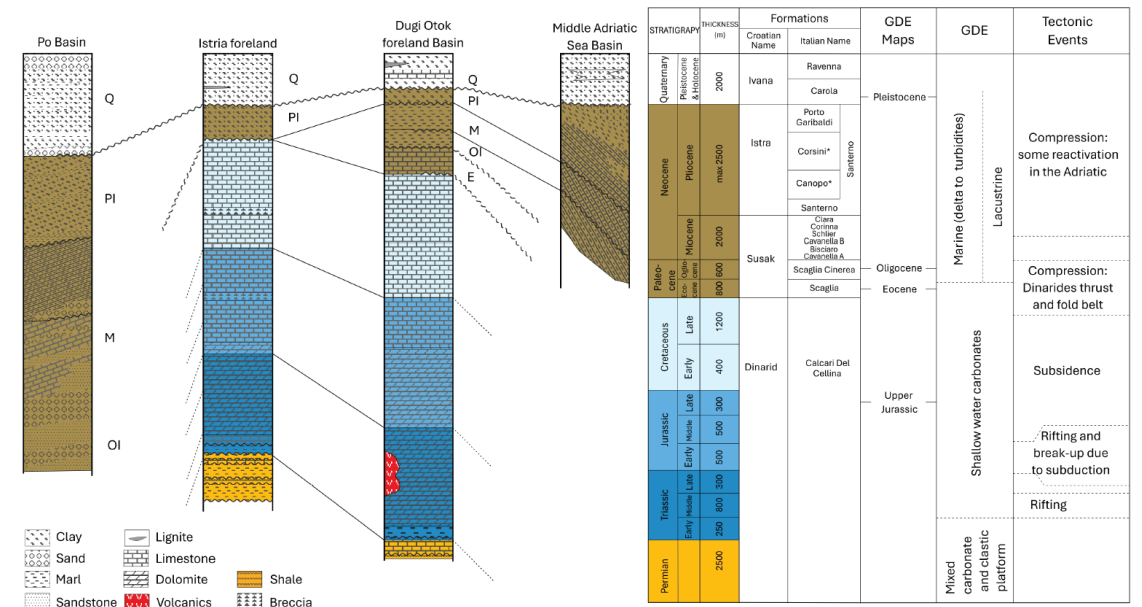 Po Basin
Istria foreland
Dugi Otok
foreland Basin
Middle Adriatic
Sea Basin
Q
PI
M
OI
Q
PI
Q
PI
M
OI
E
Clay
Sand
Marl
Sandstone
Lignite
Limestone
Dolomite
Volcanics
Shale
Breccia
STRATIGRAPY
THICKNESS
(m)
Formations
Croatian
Name
Italian Name
GDE
Maps
GDE
Tectonic
Events
Quaternary
Pleistocene
& Holocene
2000
Ivana
Ravenna
Carola
Pleistocene
Neocene
Pliocene
max 2500
Istra
Porto
Garibaldi
Corsini*
Canopo*
Santerno
Santerno
Miocene
2000
Susak
Clara
Corinna
Schlier
Cavanella B
Bisciaro
Cavanella A
Paleo-
cene
Oglio-
cene
600
Scaglia Cinerea
Oligocene
Eo-
cene
800
Scaglia
Eocene
Cretaceous
Late
1200
Early
400
Dinarid
Calcari Del
Cellina
Jurassic
Late
300
Middle
500
Early
500
Upper
Jurassic
Triassic
Late
300
Middle
800
Early
250
Permian
2500
Marine (delta to turbidites)
Lacustrine
Shallow water carbonates
Mixed
carbonate
and clastic
platform
Compression:
some reactivation
in the Adriatic
Compression:
Dinarides thrust
and fold belt
Subsidence
Rifting and
break-up due
to subduction
Rifting